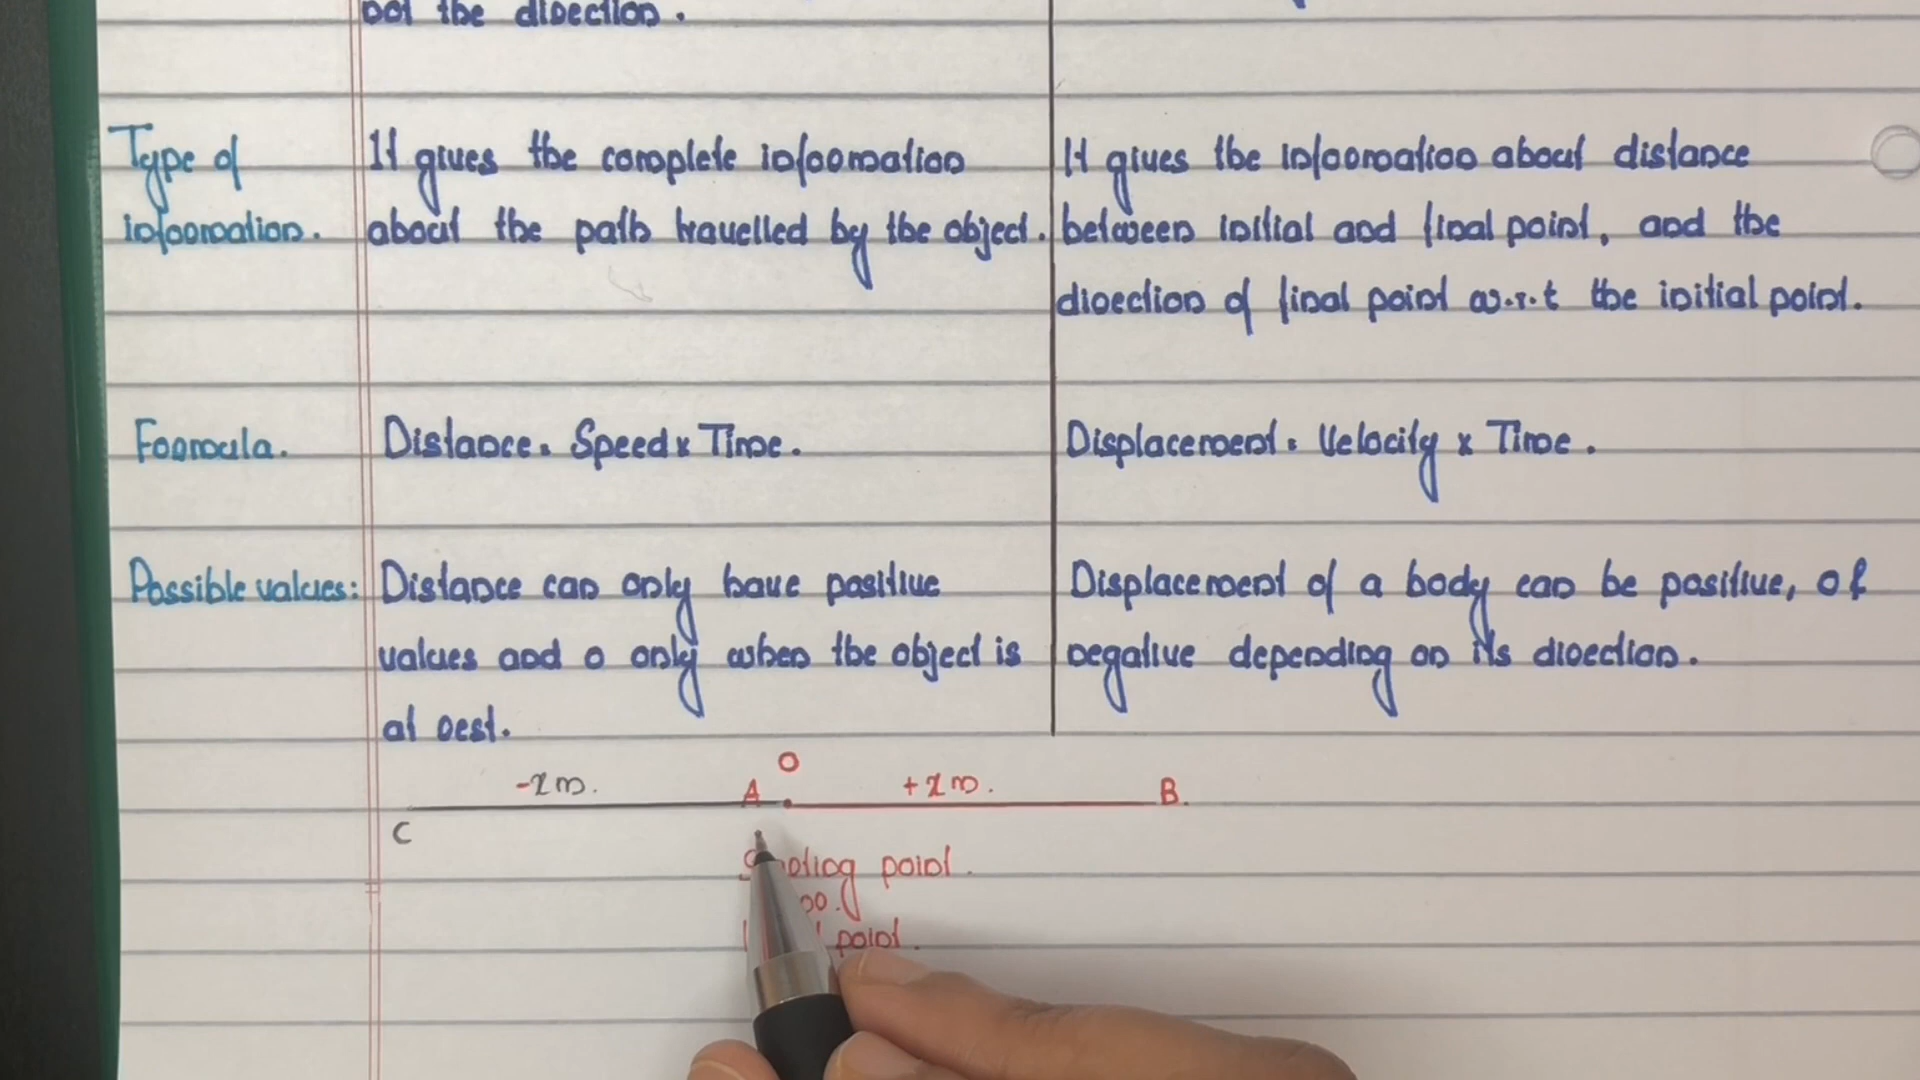 not the direction.
Type of
information.
It gives the complete information
about the path travelled by the object.
It gives the information about distance
between initial and final point, and the
direction of final point w.r.t the initial point.
Formula.
Distance = Speed x Time.
Displacement = Velocity x Time.
Possible values:
Distance can only have positive
values and 0 only when the object is
at rest.
Displacement of a body can be positive, or
negative depending on its direction.
O
-2m. A +2m. B.
C
point.
point.